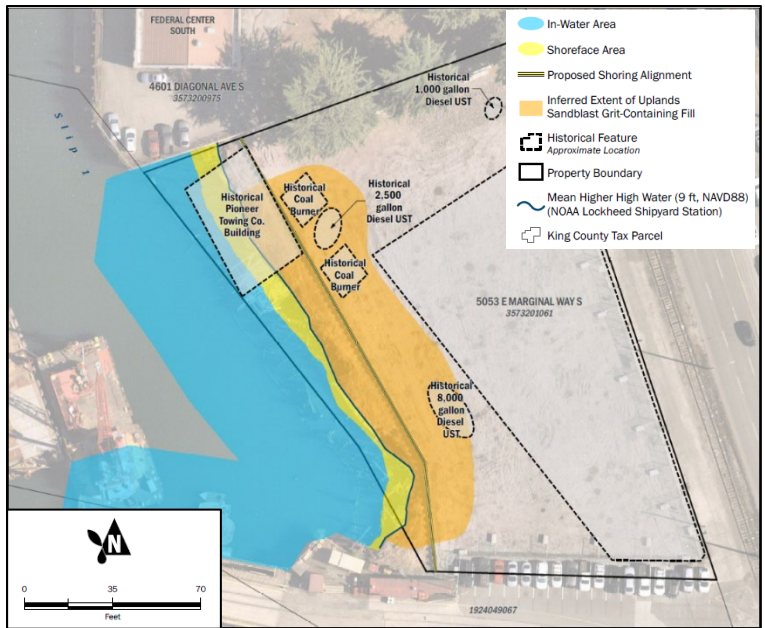 FEDERAL CENTER
SOUTH
4601 DIAGONAL AVE S
3573200975
Slip 1
Historical
1,000 gallon
Diesel UST
Historical
Pioneer
Towing Co.
Building
Historical
Coal
Burner
Historical
2,500
gallon
Diesel UST
Historical
Coal
Burner
5053 E MARGINAL WAY S
3573201061
Historical
8,000
gallon
Diesel
UST
1924049067
In-Water Area
Shoreface Area
Proposed Shoring Alignment
Inferred Extent of Uplands
Sandblast Grit-Containing Fill
Historical Feature
Approximate Location
Property Boundary
Mean Higher High Water (9 ft, NAVD88)
(NOAA Lockheed Shipyard Station)
King County Tax Parcel
N
0 35 70
Feet